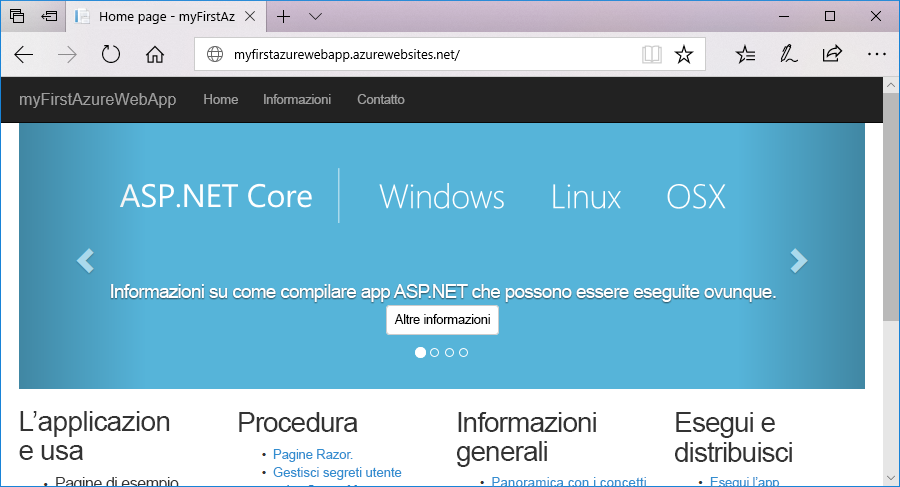 Home page - myFirstAz
myfirstazurewebapp.azurewebsites.net/
myFirstAzureWebApp Home Informazioni Contatto
ASP.NET Core Windows Linux OSX
Informazioni su come compilare app ASP.NET che possono essere eseguite ovunque.
Altre informazioni
L'applicazion
e usa
• Pagine di esempio
Procedura
• Pagine Razor.
• Gestisci segreti utente
Informazioni
generali
• Panoramica con i concetti
Esegui e
distribuisci
• Esegui l'app